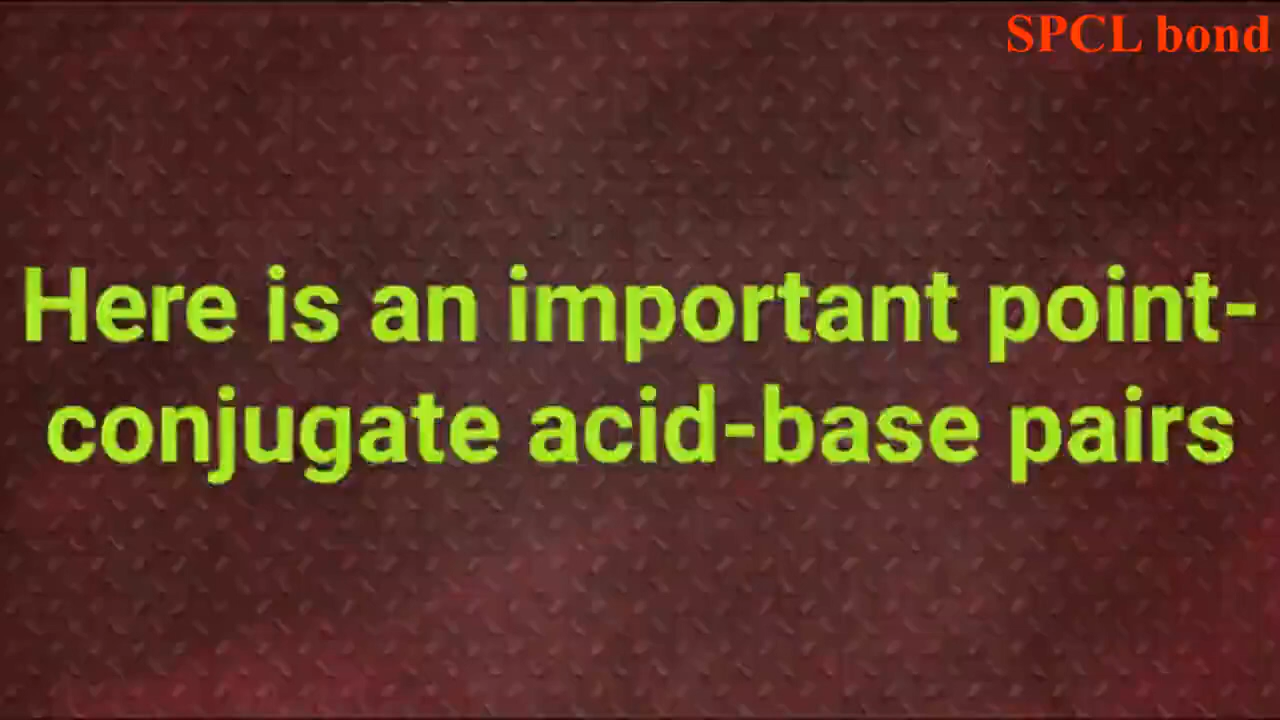 SPCL bond
Here is an important point-
conjugate acid-base pairs